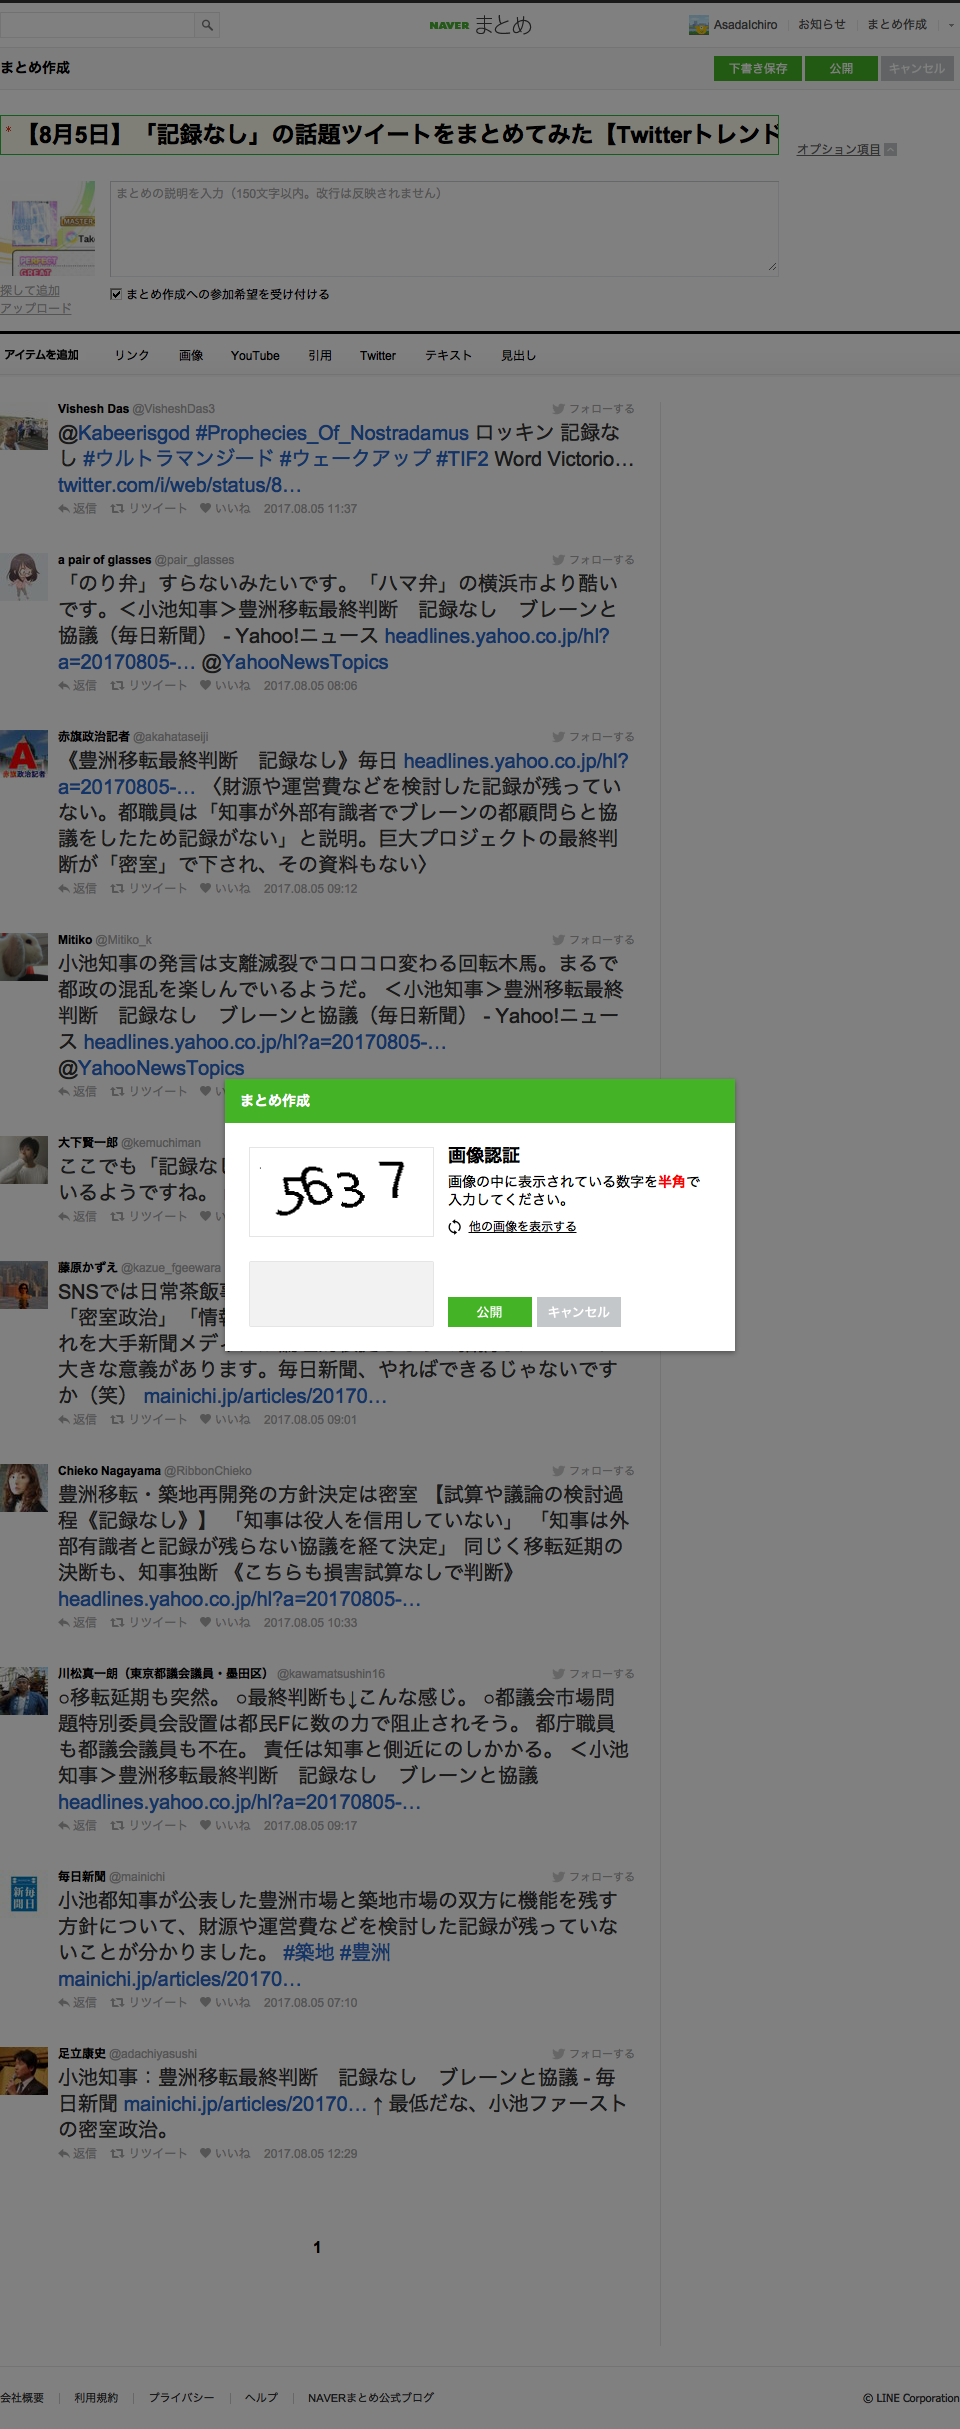 NAVER まとめ
AsadaIchiro お知らせ まとめ作成
まとめ作成
下書き保存 公開 キャンセル
* 【8月5日】「記録なし」の話題ツイートをまとめてみた【Twitterトレンド
オプション項目
まとめの説明を入力（150文字以内。改行は反映されません）
MASTER
Take
PERFECT
GREAT
探して追加
アップロード
まとめ作成への参加希望を受け付ける
アイテムを追加 リンク 画像 YouTube 引用 Twitter テキスト 見出し
Vishesh Das @VisheshDas3 フォローする
@Kabeerisgod #Prophecies_Of_Nostradamus ロッキン 記録な
し #ウルトラマンジード #ウェークアップ #TIF2 Word Victorio…
twitter.com/i/web/status/8…
返信 リツイート いいね 2017.08.05 11:37
a pair of glasses @pair_glasses フォローする
「のり弁」すらないみたいです。「ハマ弁」の横浜市より酷い
です。＜小池知事＞豊洲移転最終判断　記録なし　ブレーンと
協議（毎日新聞） - Yahoo!ニュース headlines.yahoo.co.jp/hl?
a=20170805-… @YahooNewsTopics
返信 リツイート いいね 2017.08.05 08:06
赤旗政治記者 @akahataseiji フォローする
A
赤旗政治記者
《豊洲移転最終判断　記録なし》毎日 headlines.yahoo.co.jp/hl?
a=20170805-… 〈財源や運営費などを検討した記録が残ってい
ない。都職員は「知事が外部有識者でブレーンの都顧問らと協
議をしたため記録がない」と説明。巨大プロジェクトの最終判
断が「密室」で下され、その資料もない〉
返信 リツイート いいね 2017.08.05 09:12
Mitiko @Mitiko_k フォローする
小池知事の発言は支離滅裂でコロコロ変わる回転木馬。まるで
都政の混乱を楽しんでいるようだ。 ＜小池知事＞豊洲移転最終
判断　記録なし　ブレーンと協議（毎日新聞） - Yahoo!ニュー
ス headlines.yahoo.co.jp/hl?a=20170805-…
@YahooNewsTopics
返信 リツイート
まとめ作成
5637
画像認証
画像の中に表示されている数字を半角で
入力してください。
他の画像を表示する
公開 キャンセル
大下賢一郎 @kemuchiman
ここでも「記録なし
いるようですね。
返信 リツイート
藤原かずえ @kazue_fgeewara
SNSでは日常茶飯
「密室政治」「情
れを大手新聞メディ
大きな意義があります。毎日新聞、やればできるじゃないです
か（笑） mainichi.jp/articles/20170…
返信 リツイート いいね 2017.08.05 09:01
Chieko Nagayama @RibbonChieko フォローする
豊洲移転・築地再開発の方針決定は密室 【試算や議論の検討過
程《記録なし》】 「知事は役人を信用していない」 「知事は外
部有識者と記録が残らない協議を経て決定」 同じく移転延期の
決断も、知事独断 《こちらも損害試算なしで判断》
headlines.yahoo.co.jp/hl?a=20170805-…
返信 リツイート いいね 2017.08.05 10:33
川松真一朗（東京都議会議員・墨田区） @kawamatsushin16 フォローする
○移転延期も突然。 ○最終判断も↓こんな感じ。 ○都議会市場問
題特別委員会設置は都民Fに数の力で阻止されそう。 都庁職員
も都議会議員も不在。 責任は知事と側近にのしかかる。 ＜小池
知事＞豊洲移転最終判断　記録なし　ブレーンと協議
headlines.yahoo.co.jp/hl?a=20170805-…
返信 リツイート いいね 2017.08.05 09:17
毎日新聞 @mainichi フォローする
毎日新聞
小池都知事が公表した豊洲市場と築地市場の双方に機能を残す
方針について、財源や運営費などを検討した記録が残っていな
いことが分かりました。 #築地 #豊洲
mainichi.jp/articles/20170…
返信 リツイート いいね 2017.08.05 07:10
足立康史 @adachiyasushi フォローする
小池知事：豊洲移転最終判断　記録なし　ブレーンと協議 - 毎
日新聞 mainichi.jp/articles/20170… ↑ 最低だな、小池ファースト
の密室政治。
返信 リツイート いいね 2017.08.05 12:29
1
会社概要 利用規約 プライバシー ヘルプ NAVERまとめ公式ブログ
© LINE Corporation